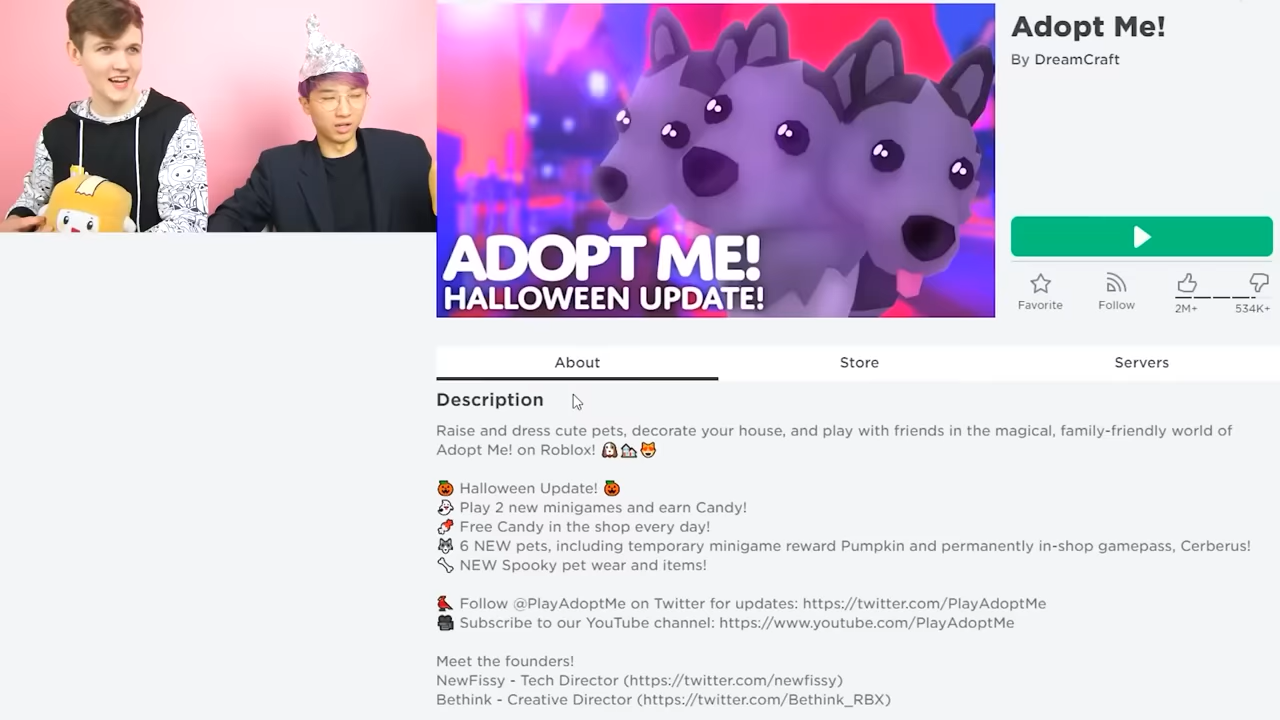 Adopt Me!
By DreamCraft
ADOPT ME!
HALLOWEEN UPDATE!
Favorite
Follow
2M+
534K+
About
Store
Servers
Description
Raise and dress cute pets, decorate your house, and play with friends in the magical, family-friendly world of
Adopt Me! on Roblox! 🐶🏡🦊
🎃 Halloween Update! 🎃
👻 Play 2 new minigames and earn Candy!
🍬 Free Candy in the shop every day!
🐺 6 NEW pets, including temporary minigame reward Pumpkin and permanently in-shop gamepass, Cerberus!
🦴 NEW Spooky pet wear and items!
🐦 Follow @PlayAdoptMe on Twitter for updates: https://twitter.com/PlayAdoptMe
🎥 Subscribe to our YouTube channel: https://www.youtube.com/PlayAdoptMe
Meet the founders!
NewFissy - Tech Director (https://twitter.com/newfissy)
Bethink - Creative Director (https://twitter.com/Bethink_RBX)